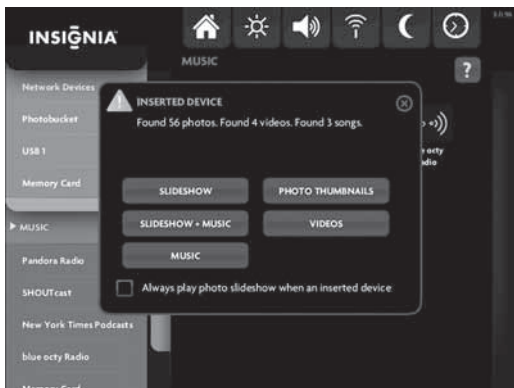 INSIGNIA
MUSIC
?
Network Devices
Photobucket
USB 1
Memory Card
MUSIC
Pandora Radio
SHOUTcast
New York Times Podcasts
blue octy Radio
INSERTED DEVICE
Found 56 photos. Found 4 videos. Found 3 songs.
SLIDESHOW
PHOTO THUMBNAILS
SLIDESHOW + MUSIC
VIDEOS
MUSIC
Always play photo slideshow when an inserted device